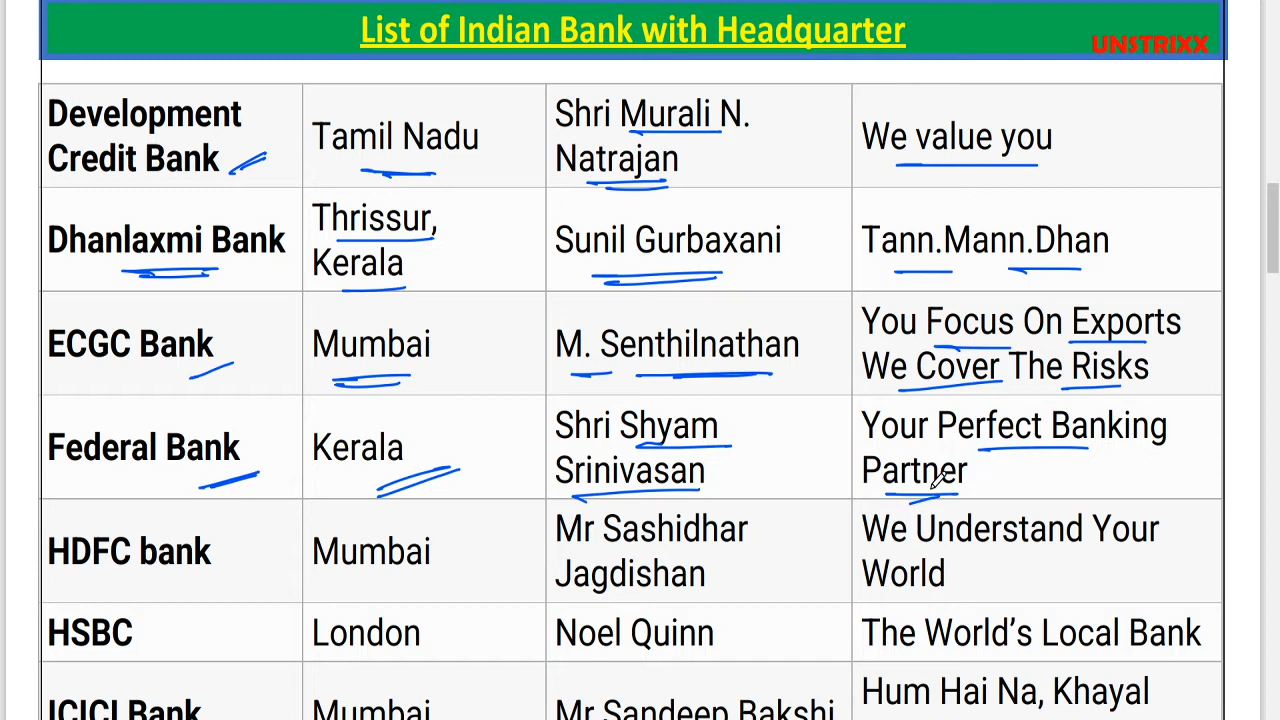 List of Indian Bank with Headquarter
UNSTRIXX
Development
Credit Bank
Tamil Nadu
Shri Murali N.
Natrajan
We value you
Dhanlaxmi Bank
Thrissur,
Kerala
Sunil Gurbaxani
Tann.Mann.Dhan
ECGC Bank
Mumbai
M. Senthilnathan
You Focus On Exports
We Cover The Risks
Federal Bank
Kerala
Shri Shyam
Srinivasan
Your Perfect Banking
Partner
HDFC bank
Mumbai
Mr Sashidhar
Jagdishan
We Understand Your
World
HSBC
London
Noel Quinn
The World’s Local Bank
ICICI Bank
Mumbai
Mr Sandeep Bakshi
Hum Hai Na, Khayal